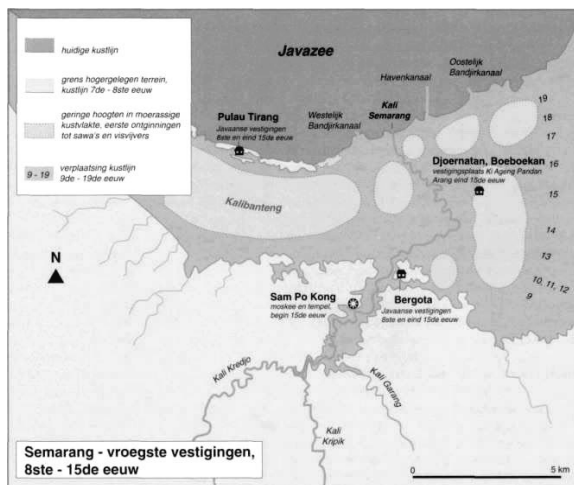 huidige kustlijn
grens hogergelegen terrein,
kustlijn 7de - 8ste eeuw
geringe hoogten in moerassige
kustvlakte, eerste ontginningen
tot sawa's en visvijvers
9 - 19
verplaatsing kustlijn
9de - 19de eeuw
Javazee
Oostelijk
Bandjirkanaal
Havenkanaal
Kali
Semarang
Westelijk
Bandjirkanaal
Pulau Tirang
Javaanse vestigingen
8ste en eind 15de eeuw
19
18
17
Djoernatan, Boeboekan
vestigingsplaats Ki Ageng Pandan
Arang eind 15de eeuw
15
Kalibanteng
14
13
10, 11, 12
9
N
Sam Po Kong
moskee en tempel,
begin 15de eeuw
Bergota
Javaanse vestigingen
8ste en eind 15de eeuw
Kali Kredjo
Kali Garang
Kali
Kripik
Semarang - vroegste vestigingen,
8ste - 15de eeuw
0
5 km